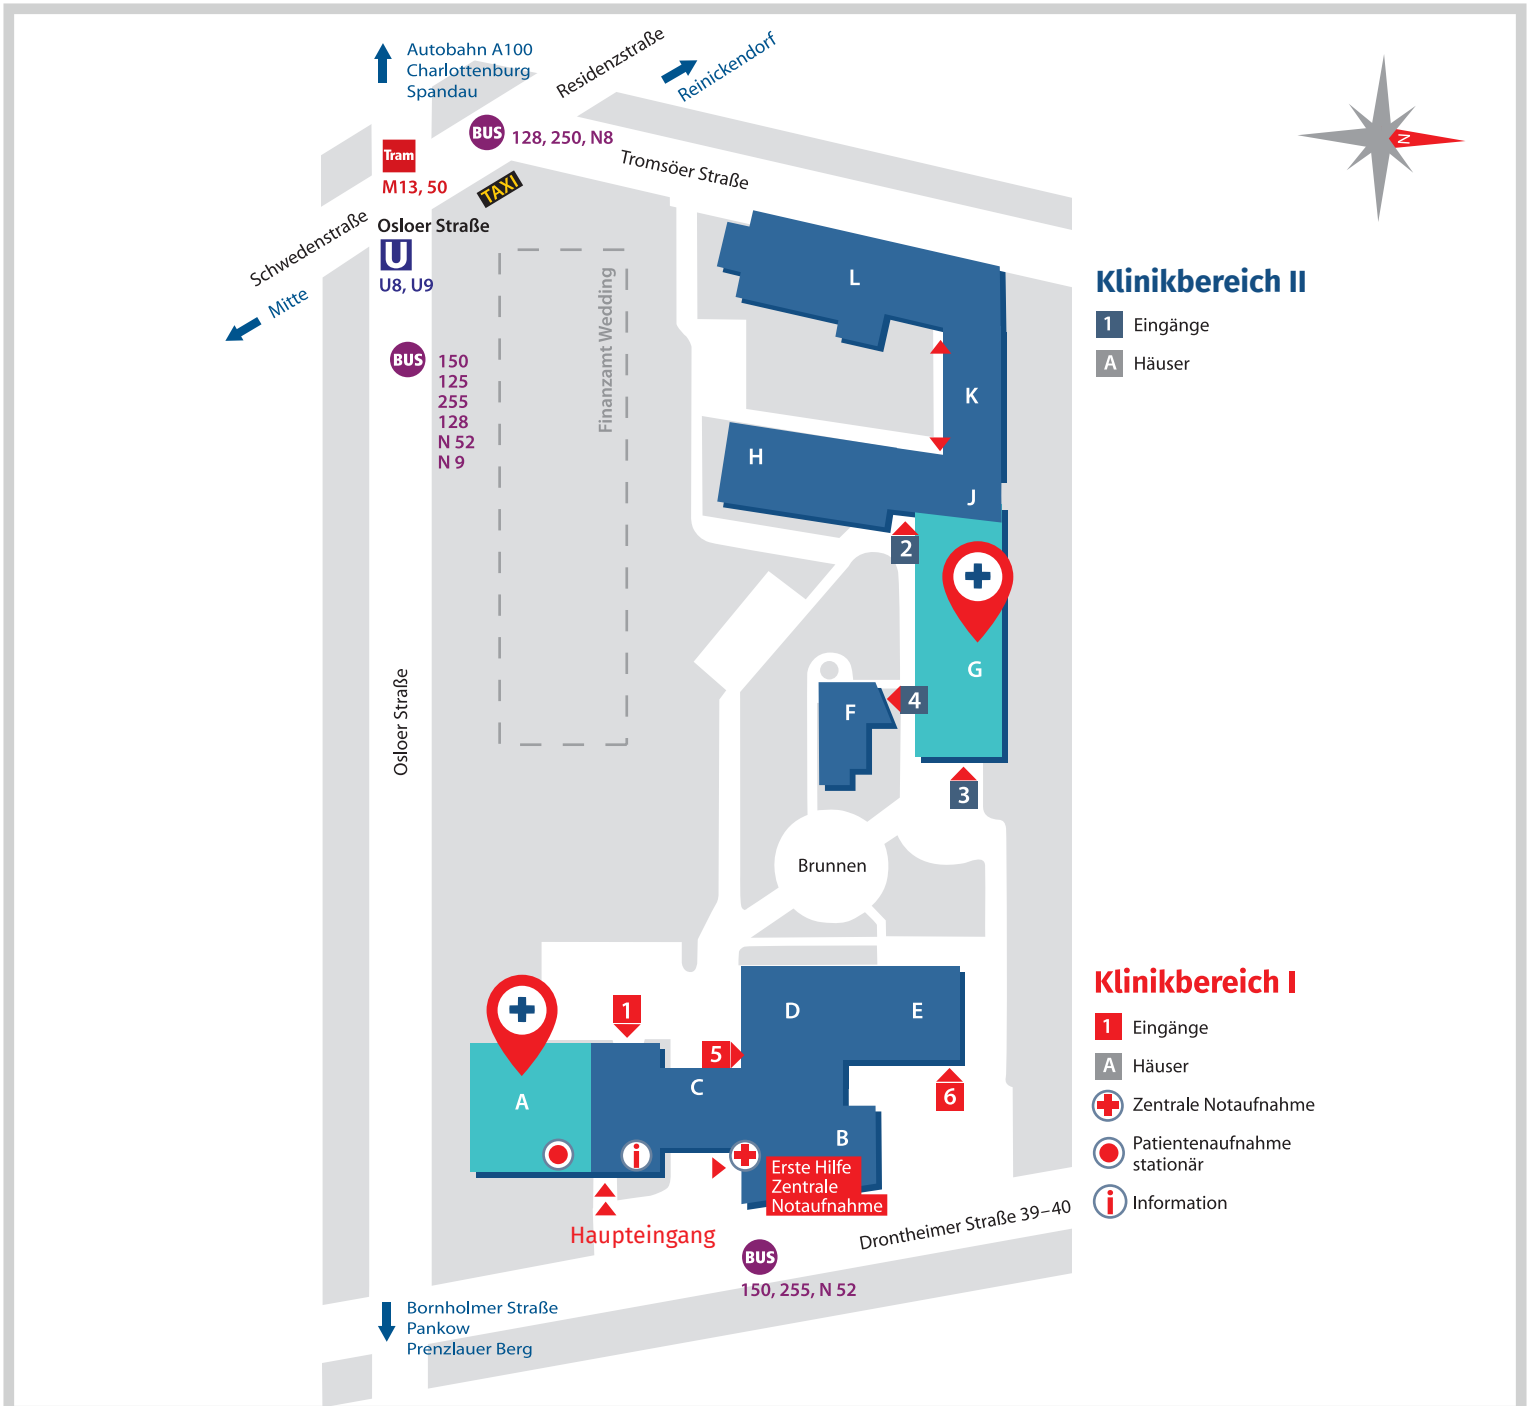 Autobahn A100
Charlottenburg
Spandau
Residenzstraße
Reinickendorf
BUS
128, 250, N8
Tram
M13, 50
TAXI
Tromsöer Straße
N
Schwedenstraße
Osloer Straße
U
U8, U9
Mitte
BUS
150
125
255
128
N 52
N 9
Finanzamt Wedding
L
K
H
J
Klinikbereich II
1 Eingänge
A Häuser
2
G
4
F
3
Osloer Straße
Brunnen
1
D
E
5
C
A
6
B
i
Erste Hilfe
Zentrale
Notaufnahme
Haupteingang
Drontheimer Straße 39–40
BUS
150, 255, N 52
Klinikbereich I
1 Eingänge
A Häuser
Zentrale Notaufnahme
Patientenaufnahme
stationär
i Information
Bornholmer Straße
Pankow
Prenzlauer Berg